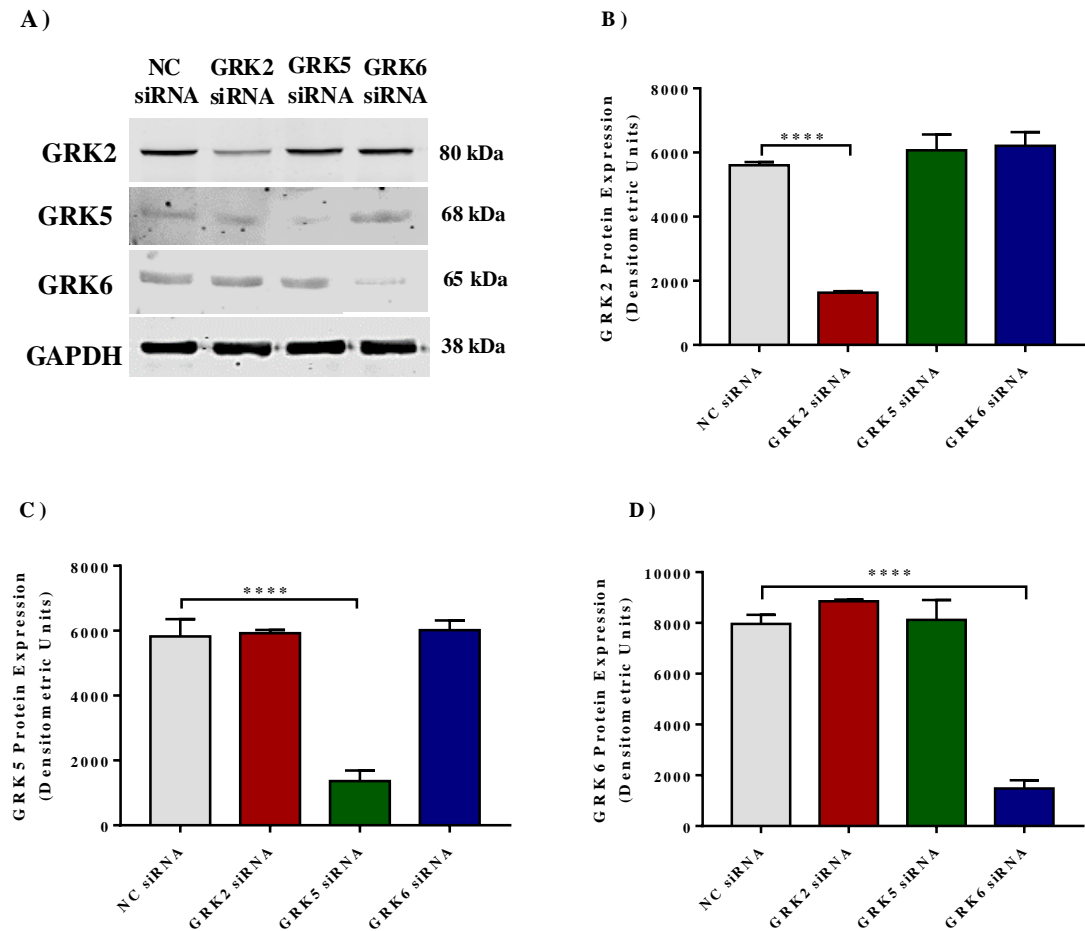 A)
NC GRK2 GRK5 GRK6
siRNA siRNA siRNA siRNA
GRK2 80 kDa
GRK5 68 kDa
GRK6 65 kDa
GAPDH 38 kDa
B)
GRK2 Protein Expression
(Densitometric Units)
8000
6000
4000
2000
0
****
NC siRNA
GRK2 siRNA
GRK5 siRNA
GRK6 siRNA
C)
GRK5 Protein Expression
(Densitometric Units)
8000
6000
4000
2000
0
****
NC siRNA
GRK2 siRNA
GRK5 siRNA
GRK6 siRNA
D)
GRK6 Protein Expression
(Densitometric Units)
10000
8000
6000
4000
2000
0
****
NC siRNA
GRK2 siRNA
GRK5 siRNA
GRK6 siRNA